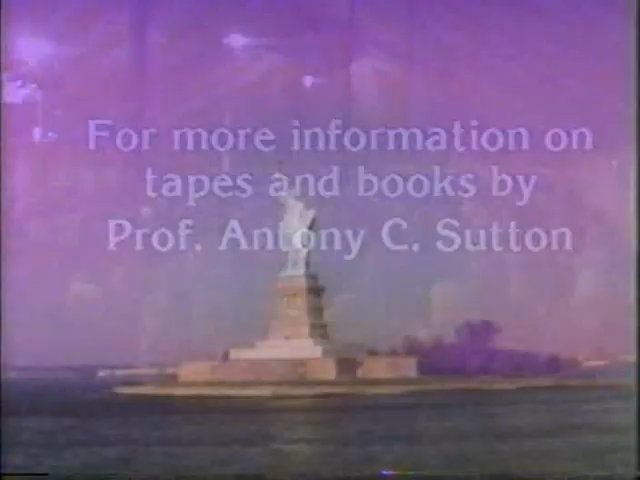 For more information on
tapes and books by
Prof. Antony C. Sutton